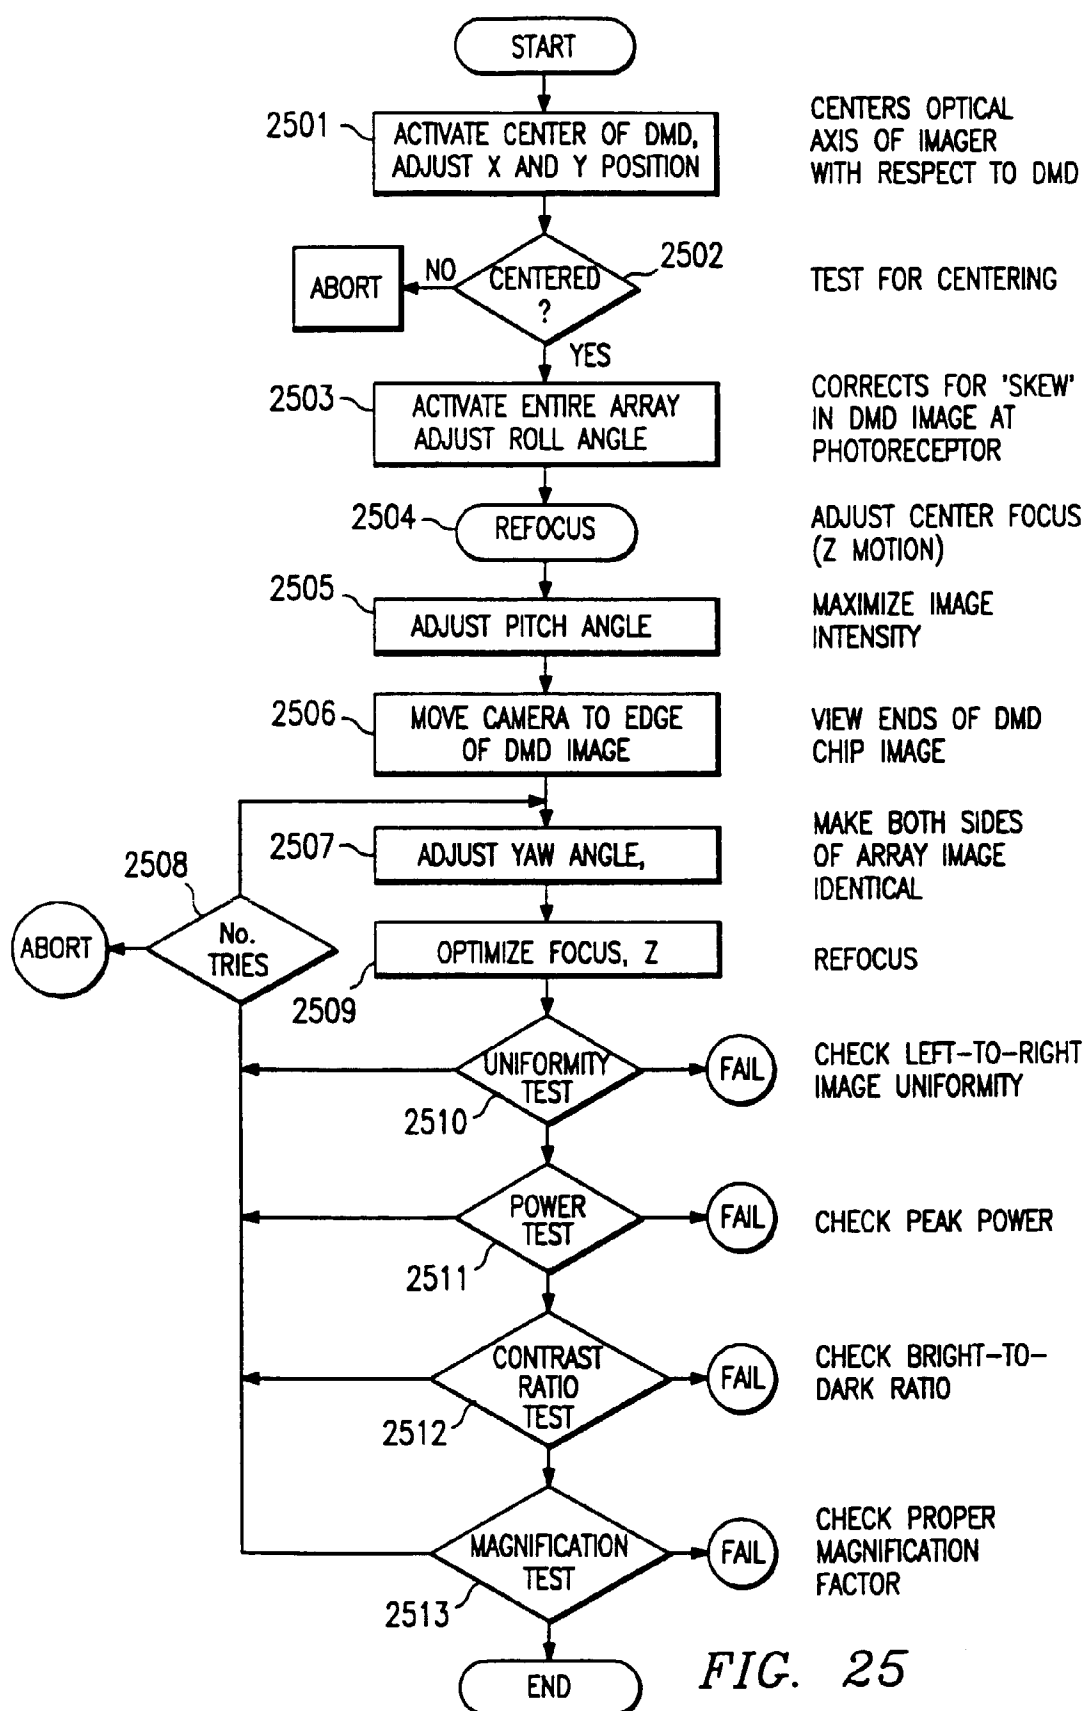 START
2501
ACTIVATE CENTER OF DMD,
ADJUST X AND Y POSITION
CENTERS OPTICAL
AXIS OF IMAGER
WITH RESPECT TO DMD
2502
CENTERED
?
NO
ABORT
YES
TEST FOR CENTERING
2503
ACTIVATE ENTIRE ARRAY
ADJUST ROLL ANGLE
CORRECTS FOR 'SKEW'
IN DMD IMAGE AT
PHOTORECEPTOR
2504
REFOCUS
ADJUST CENTER FOCUS
(Z MOTION)
2505
ADJUST PITCH ANGLE
MAXIMIZE IMAGE
INTENSITY
2506
MOVE CAMERA TO EDGE
OF DMD IMAGE
VIEW ENDS OF DMD
CHIP IMAGE
2507
ADJUST YAW ANGLE,
MAKE BOTH SIDES
OF ARRAY IMAGE
IDENTICAL
2508
No.
TRIES
ABORT
OPTIMIZE FOCUS, Z
2509
REFOCUS
UNIFORMITY
TEST
2510
FAIL
CHECK LEFT-TO-RIGHT
IMAGE UNIFORMITY
POWER
TEST
2511
FAIL
CHECK PEAK POWER
CONTRAST
RATIO
TEST
2512
FAIL
CHECK BRIGHT-TO-
DARK RATIO
MAGNIFICATION
TEST
2513
FAIL
CHECK PROPER
MAGNIFICATION
FACTOR
END
FIG. 25